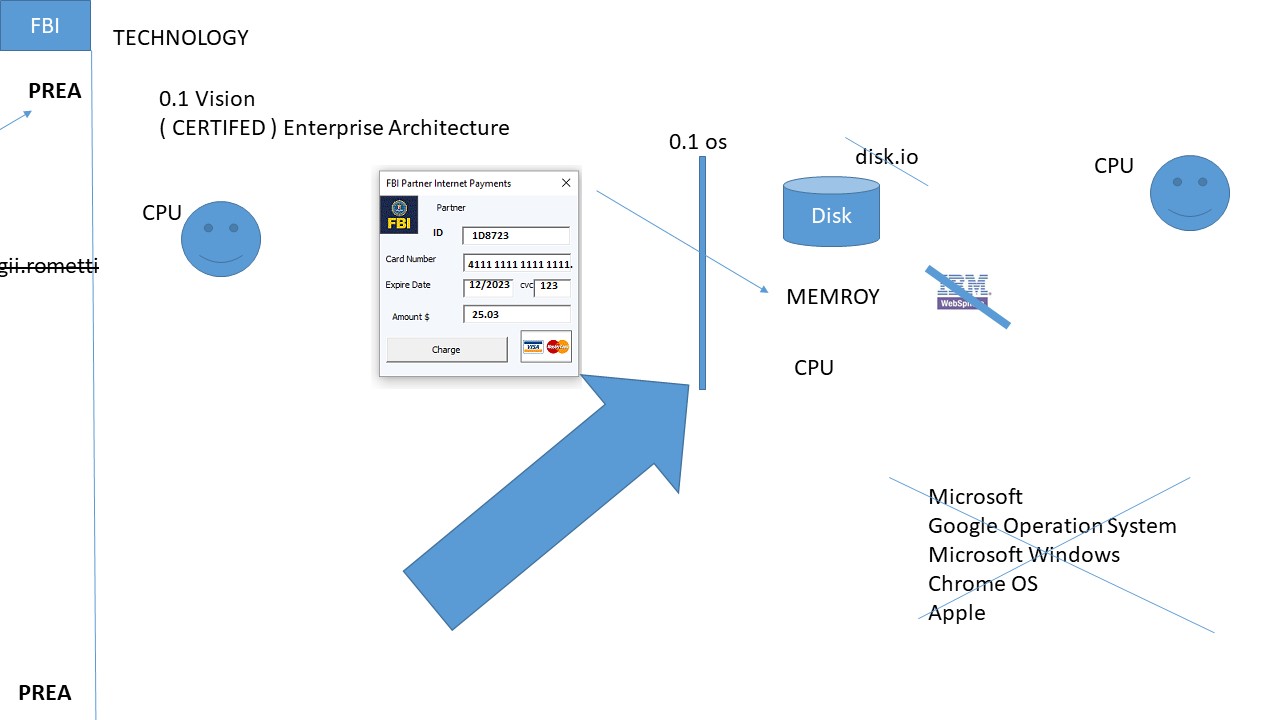 FBI
TECHNOLOGY
PREA
0.1 Vision
( CERTIFED ) Enterprise Architecture
0.1 os
disk.io
CPU
CPU
FBI Partner Internet Payments
FBI
Partner
ID
1D8723
Card Number
4111 1111 1111 1111.
Expire Date
12/2023
cvc
123
Amount $
25.03
Charge
VISA
MasterCard
Disk
gii.rometti
MEMROY
IBM.
WebSphere
CPU
Microsoft
Google Operation System
Microsoft Windows
Chrome OS
Apple
PREA